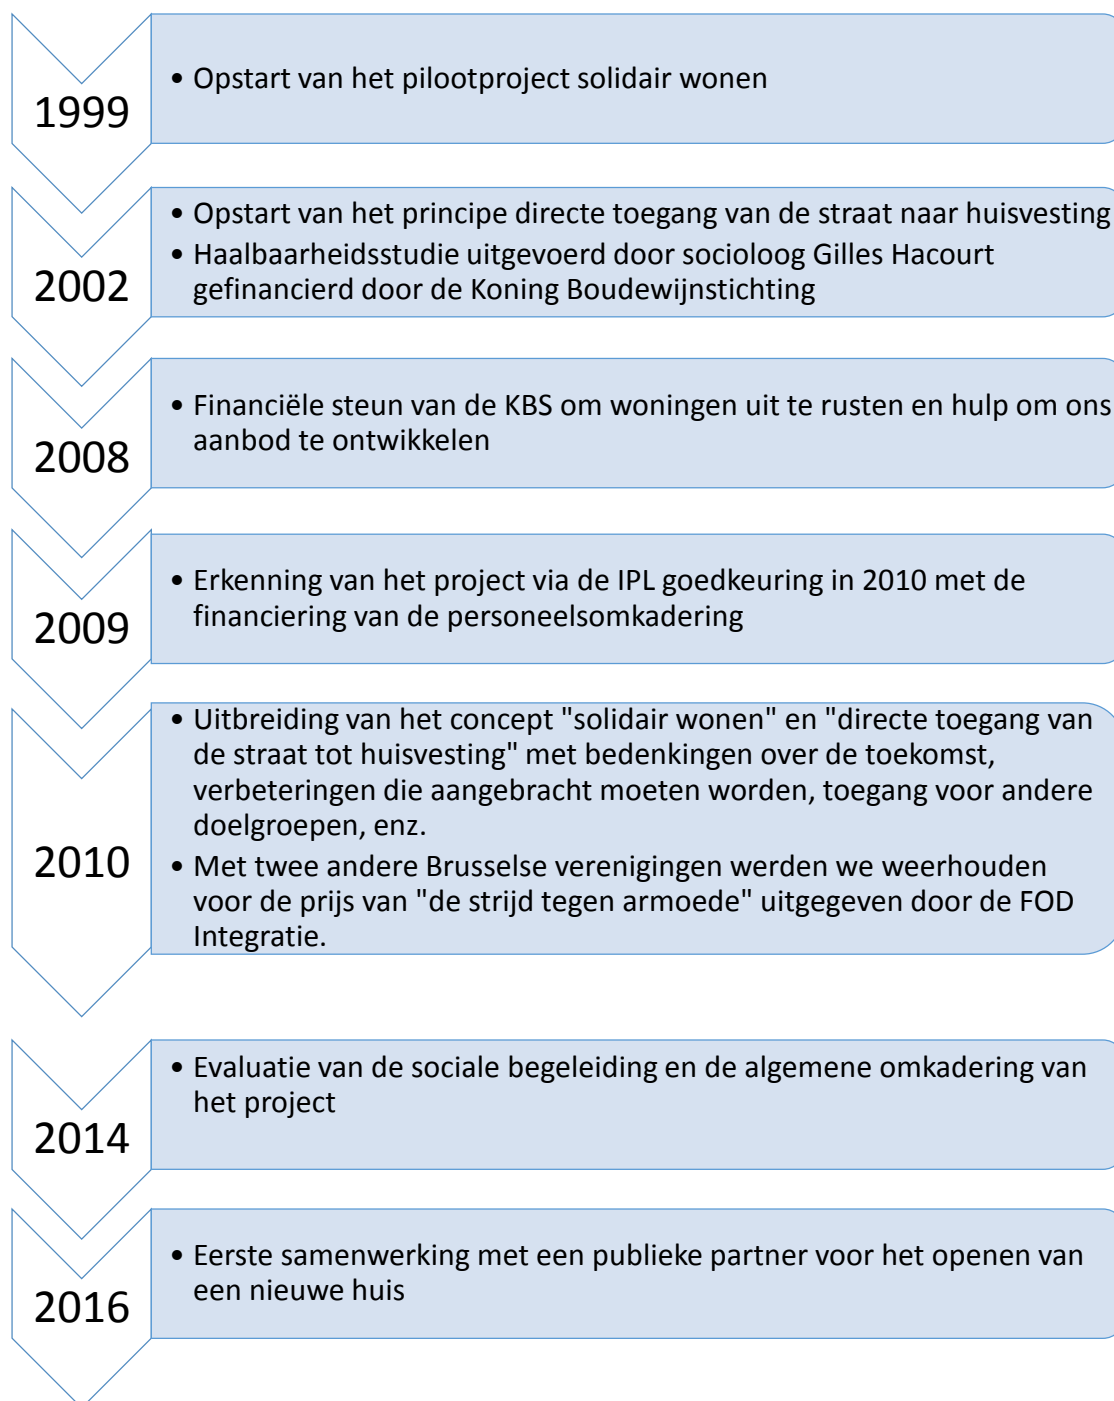 1999
• Opstart van het pilootproject solidair wonen
2002
• Opstart van het principe directe toegang van de straat naar huisvesting
• Haalbaarheidsstudie uitgevoerd door socioloog Gilles Hacourt
gefinancierd door de Koning Boudewijnstichting
2008
• Financiële steun van de KBS om woningen uit te rusten en hulp om ons
aanbod te ontwikkelen
2009
• Erkenning van het project via de IPL goedkeuring in 2010 met de
financiering van de personeelsomkadering
2010
• Uitbreiding van het concept "solidair wonen" en "directe toegang van
de straat tot huisvesting" met bedenkingen over de toekomst,
verbeteringen die aangebracht moeten worden, toegang voor andere
doelgroepen, enz.
• Met twee andere Brusselse verenigingen werden we weerhouden
voor de prijs van "de strijd tegen armoede" uitgegeven door de FOD
Integratie.
2014
• Evaluatie van de sociale begeleiding en de algemene omkadering van
het project
2016
• Eerste samenwerking met een publieke partner voor het openen van
een nieuwe huis